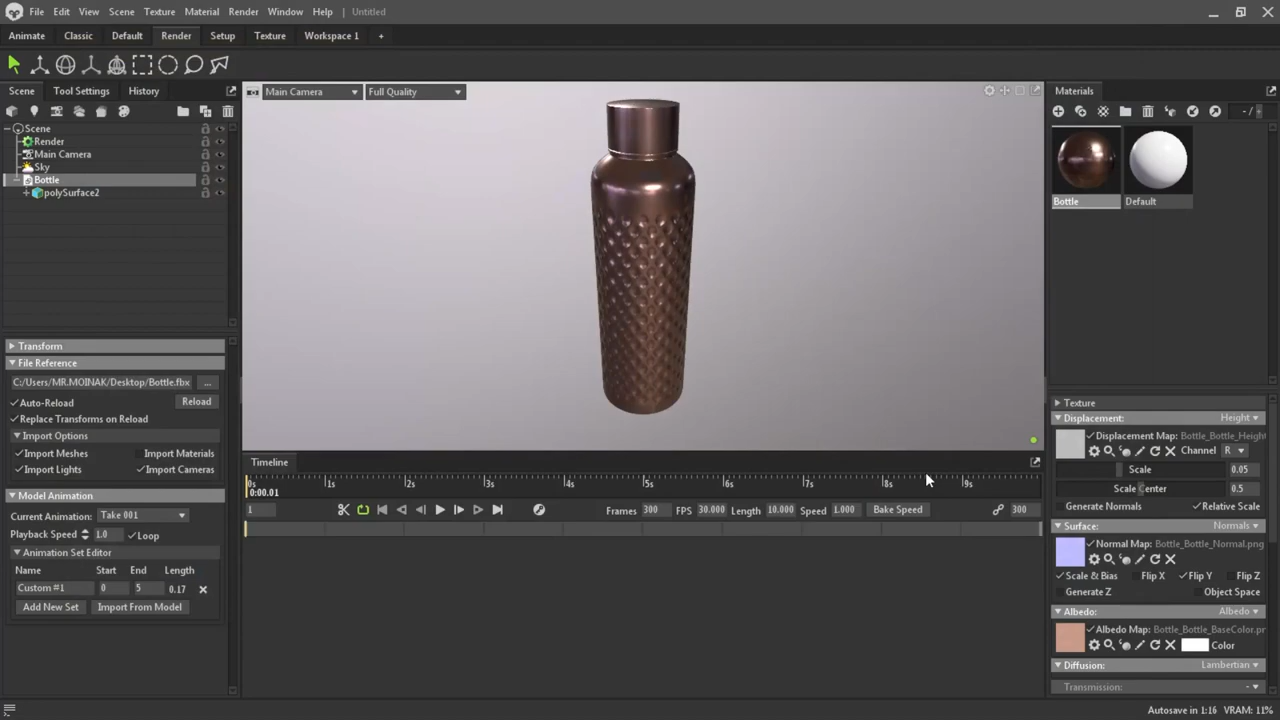 File Edit View Scene Texture Material Render Window Help Untitled
Animate Classic Default Render Setup Texture Workspace 1 +
Scene Tool Settings History
Main Camera Full Quality
Materials
- /
Scene
Render
Main Camera
Sky
Bottle
polySurface2
Bottle Default
Transform
File Reference
C:/Users/MR.MOINAK/Desktop/Bottle.fbx ...
Auto-Reload Reload
Replace Transforms on Reload
Import Options
Import Meshes Import Materials
Import Lights Import Cameras
Model Animation
Current Animation: Take 001
Playback Speed 1.0 Loop
Animation Set Editor
Name Start End Length
Custom #1 0 5 0.17
Add New Set Import From Model
Timeline
0s 1s 2s 3s 4s 5s 6s 7s 8s 9s
0:00.01
1 Frames 300 FPS 30.000 Length 10.000 Speed 1.000 Bake Speed 300
Texture
Displacement: Height
Displacement Map: Bottle_Bottle_Height
Channel R
Scale 0.05
Scale Center 0.5
Generate Normals Relative Scale
Surface: Normals
Normal Map: Bottle_Bottle_Normal.png
Scale & Bias Flip X Flip Y Flip Z
Generate Z Object Space
Albedo: Albedo
Albedo Map: Bottle_Bottle_BaseColor.pr
Color
Diffusion: Lambertian
Transmission: -
Autosave in 1:16 VRAM: 11%